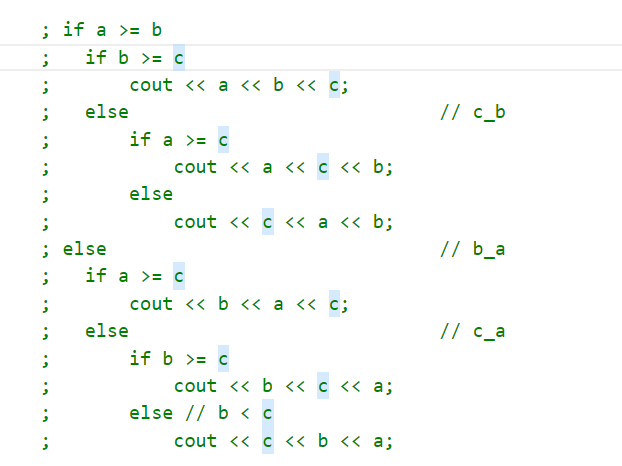 ; if a >= b
;   if b >= c
;       cout << a << b << c;
;   else                             // c_b
;       if a >= c
;           cout << a << c << b;
;       else
;           cout << c << a << b;
; else                               // b_a
;   if a >= c
;       cout << b << a << c;
;   else                             // c_a
;       if b >= c
;           cout << b << c << a;
;       else // b < c
;           cout << c << b << a;